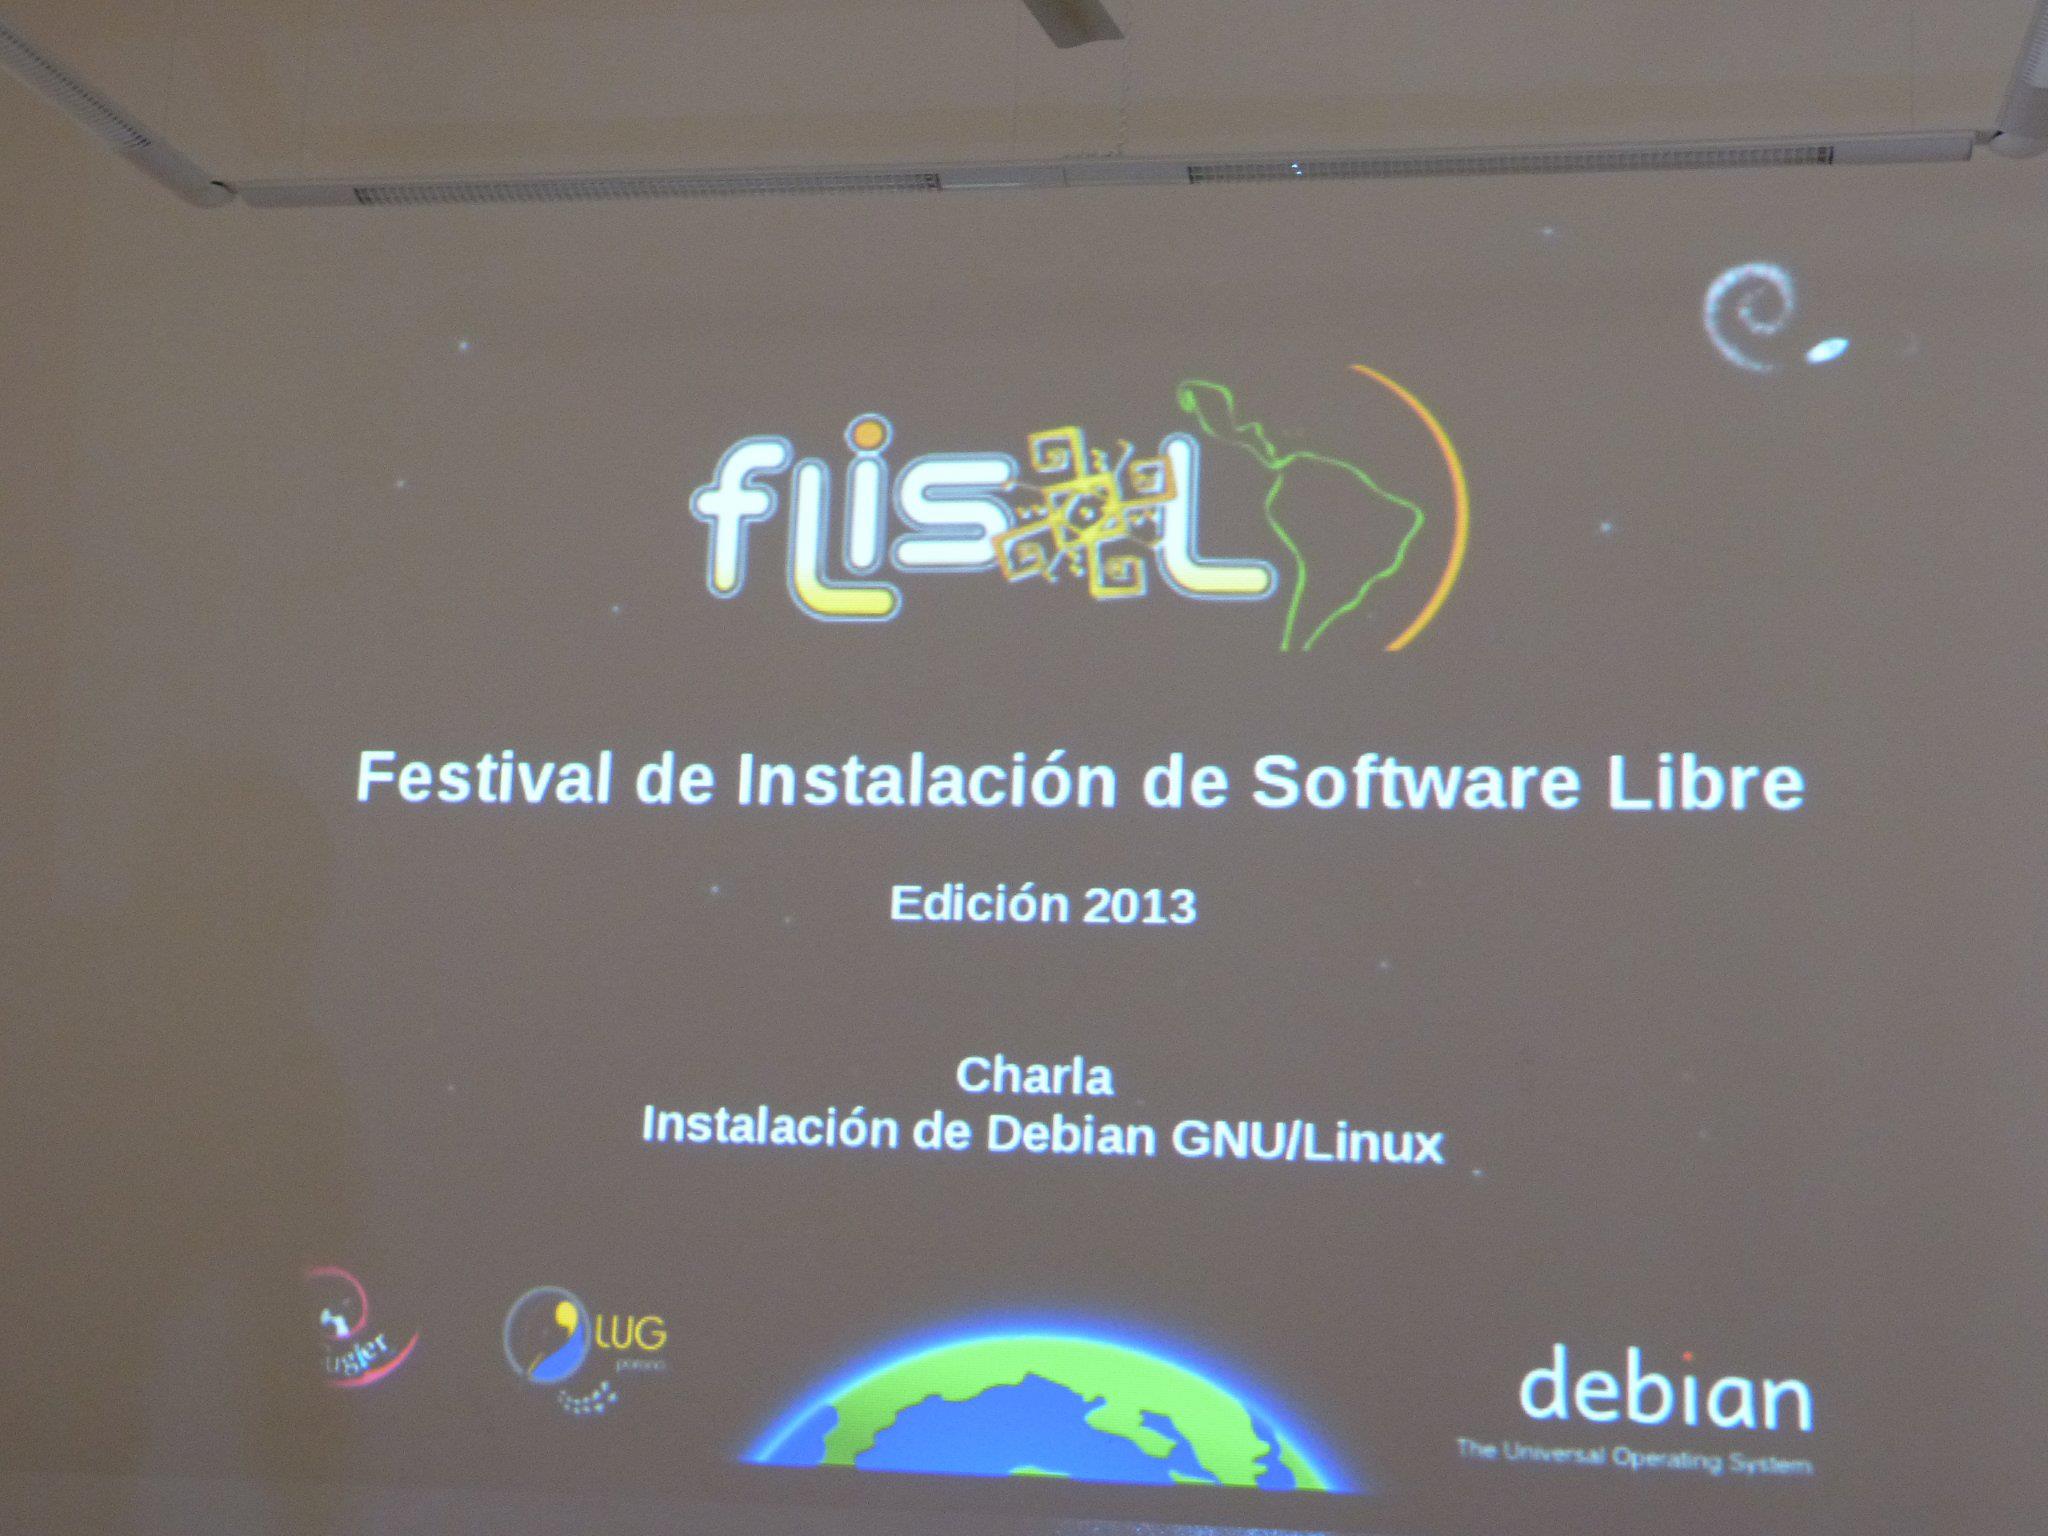 fLisoL
Festival de Instalación de Software Libre
Edición 2013
Charla
Instalación de Debian GNU/Linux
LUG
debian
The Universal Operating System